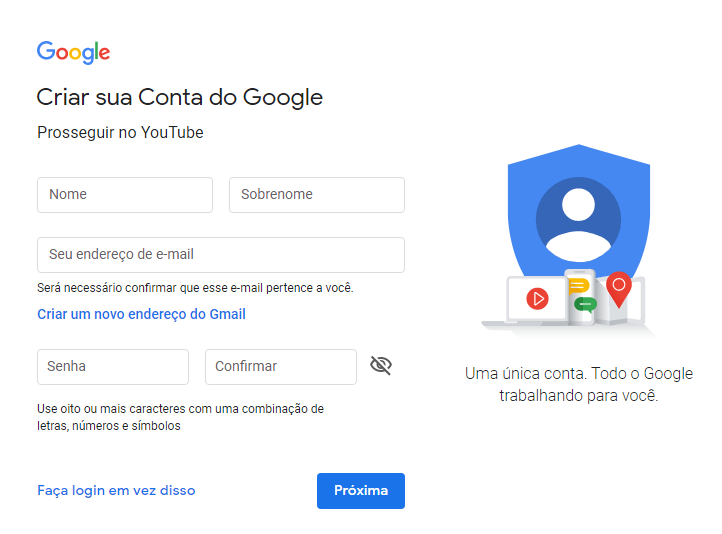 Google
Criar sua Conta do Google
Prosseguir no YouTube
Nome
Sobrenome
Seu endereço de e-mail
Será necessário confirmar que esse e-mail pertence a você.
Criar um novo endereço do Gmail
Senha
Confirmar
Use oito ou mais caracteres com uma combinação de
letras, números e símbolos
Faça login em vez disso
Próxima
Uma única conta. Todo o Google
trabalhando para você.